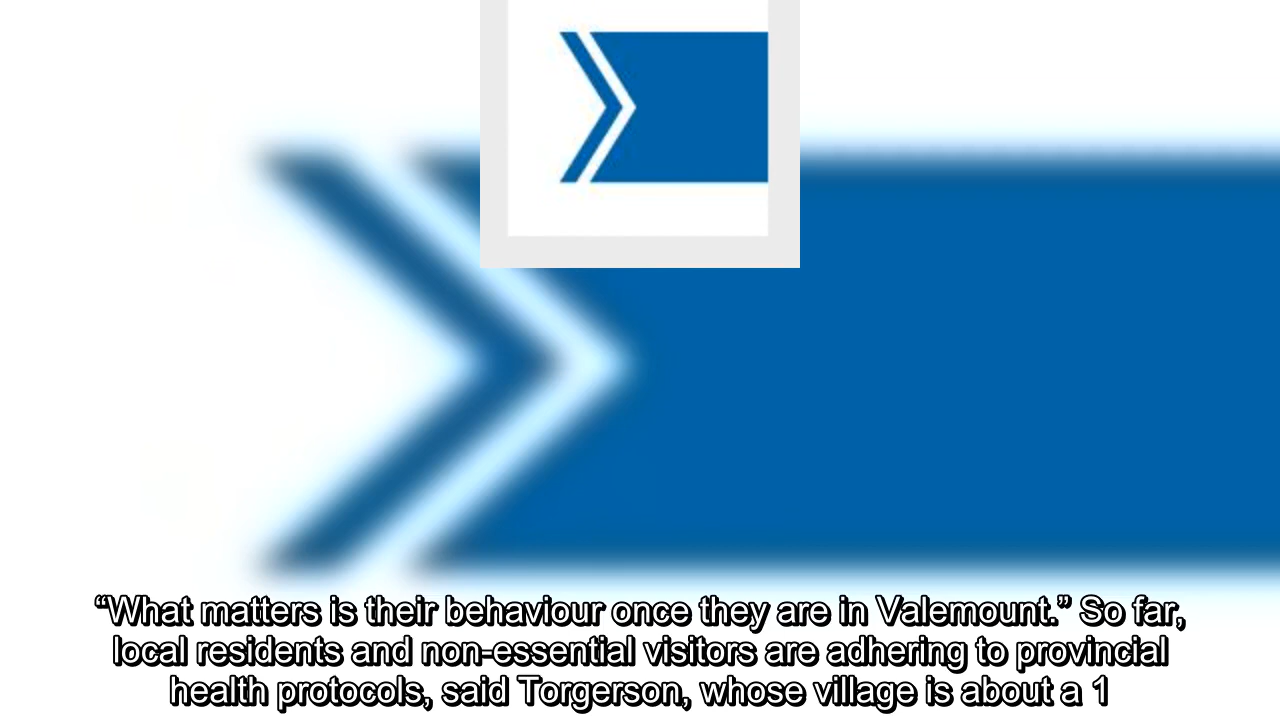 “What matters is their behaviour once they are in Valemount.” So far,
local residents and non-essential visitors are adhering to provincial
health protocols, said Torgerson, whose village is about a 1